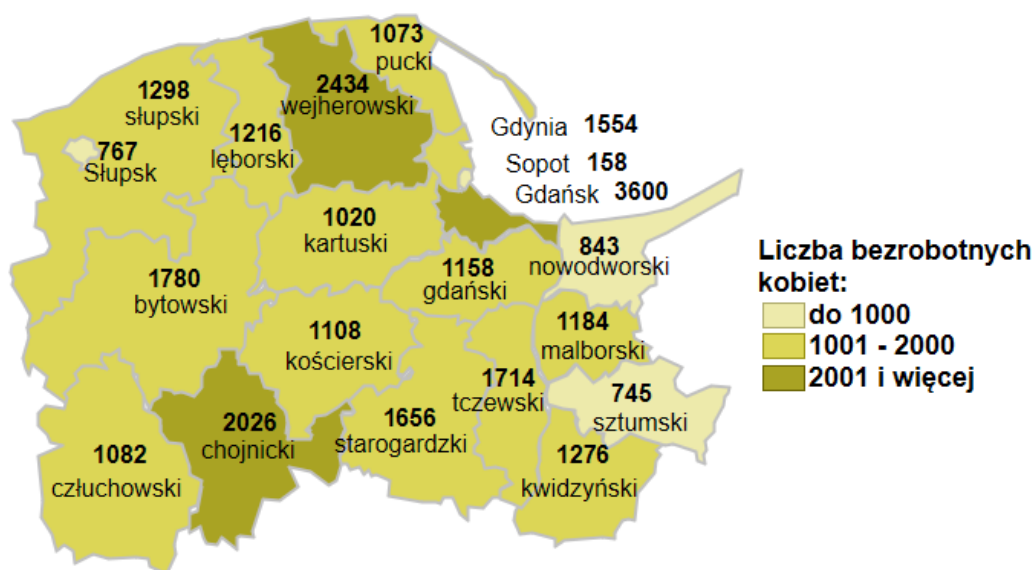 1073
pucki
2434
wejherowski
1298
słupski
1216
lęborski
767
Słupsk
Gdynia 1554
Sopot 158
Gdańsk 3600
1020
kartuski
843
nowodworski
1158
gdański
1780
bytowski
1108
kościerski
1184
malborski
1714
tczewski
745
sztumski
1656
starogardzki
2026
chojnicki
1082
człuchowski
1276
kwidzyński
Liczba bezrobotnych
kobiet:
do 1000
1001 - 2000
2001 i więcej